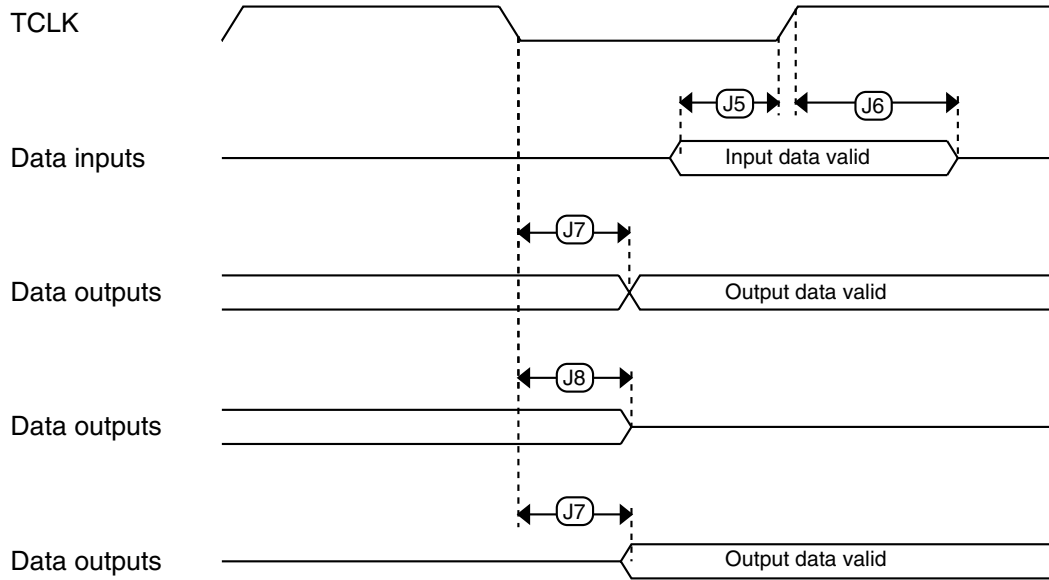 TCLK
J5
J6
Data inputs
Input data valid
J7
Data outputs
Output data valid
J8
Data outputs
J7
Data outputs
Output data valid